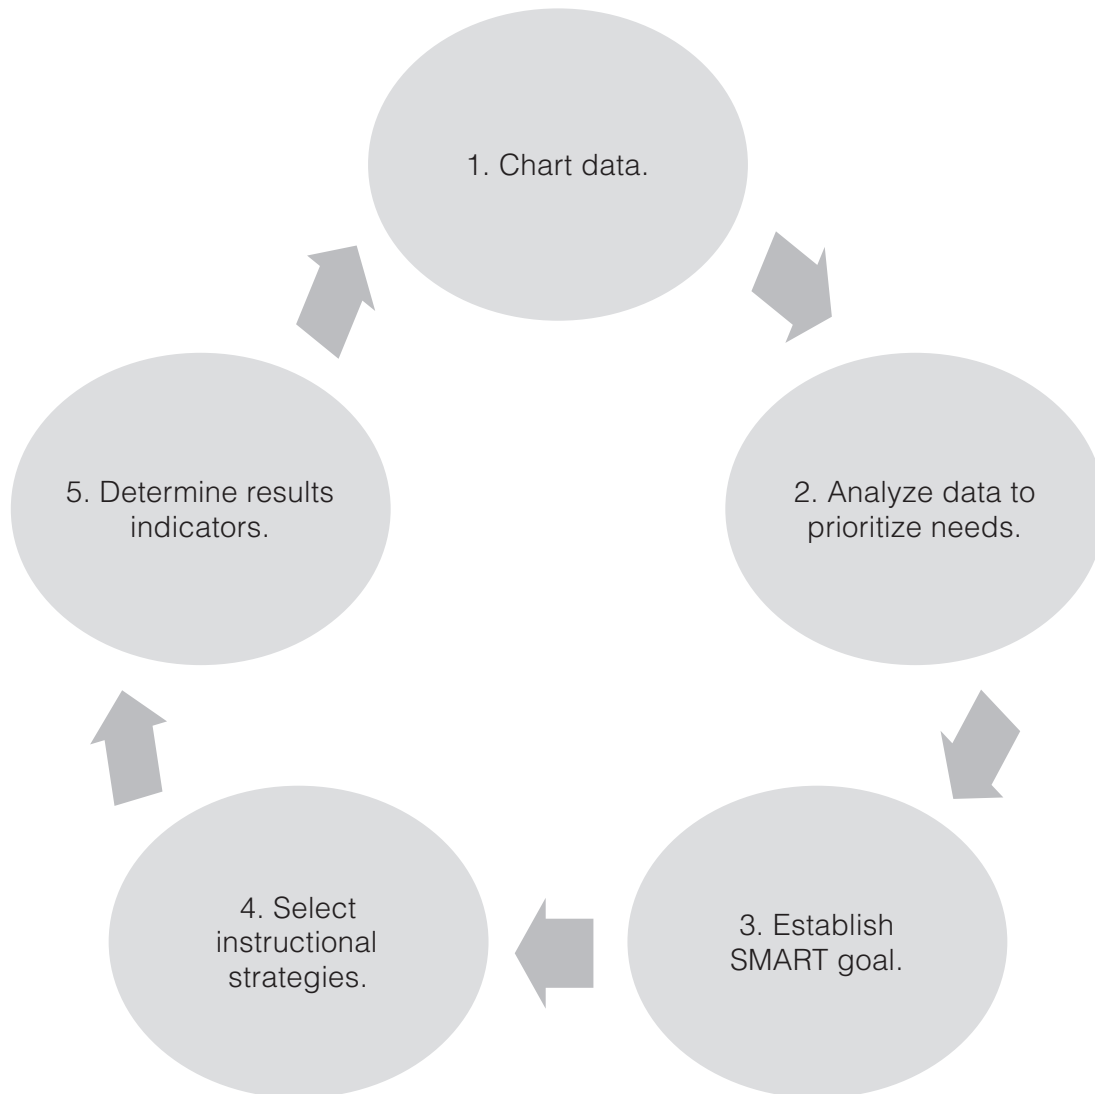 1. Chart data.
2. Analyze data to
prioritize needs.
3. Establish
SMART goal.
4. Select
instructional
strategies.
5. Determine results
indicators.